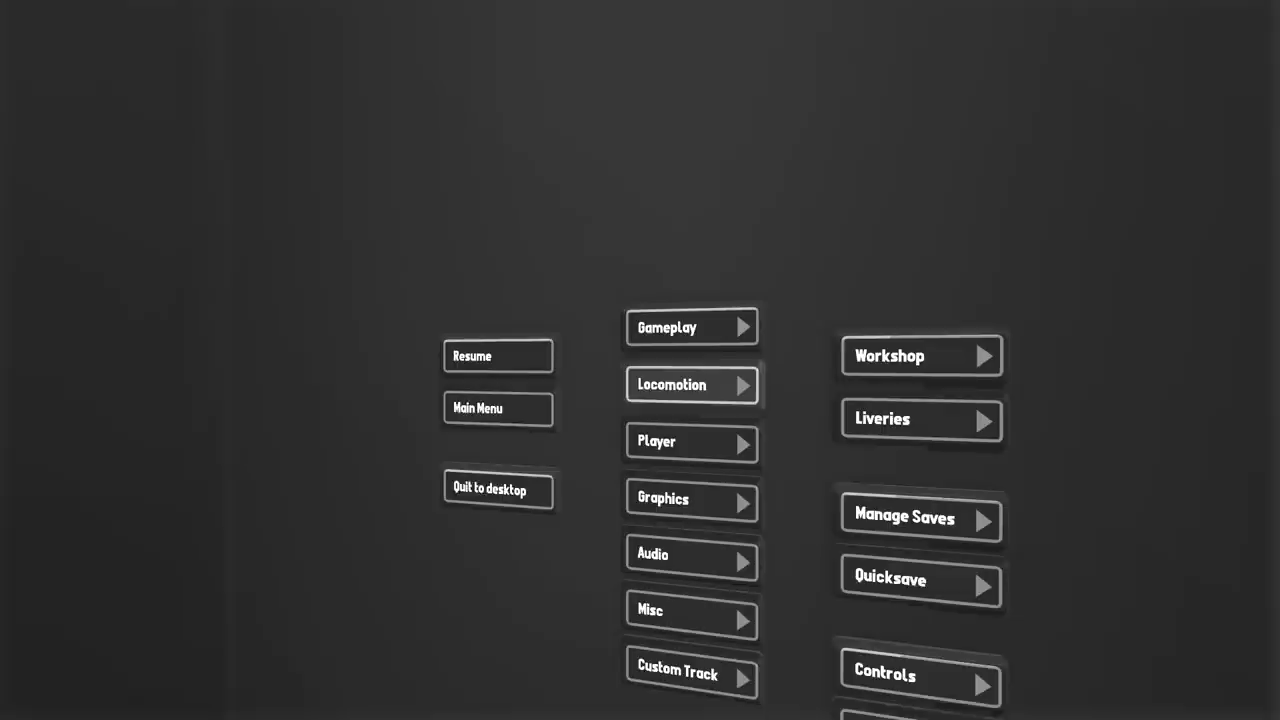 Resume
Main Menu
Quit to desktop
Gameplay
Locomotion
Player
Graphics
Audio
Misc
Custom Track
Workshop
Liveries
Manage Saves
Quicksave
Controls